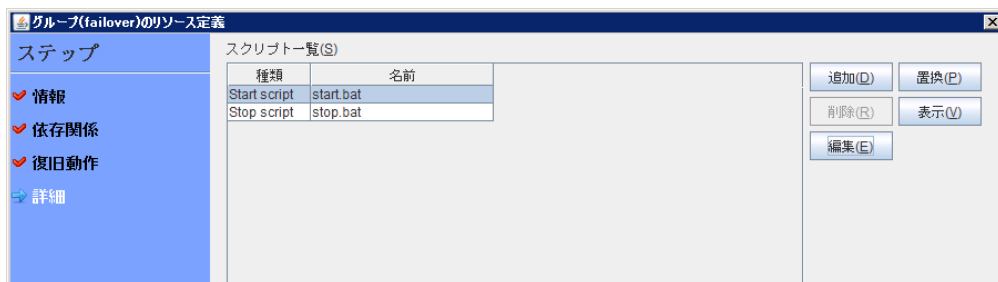 グループ(failover)のリソース定義
ステップ
情報
依存関係
復旧動作
詳細
スクリプト一覧(S)
種類 名前
Start script start.bat
Stop script stop.bat
追加(D) 置換(P)
削除(R) 表示(V)
編集(E)